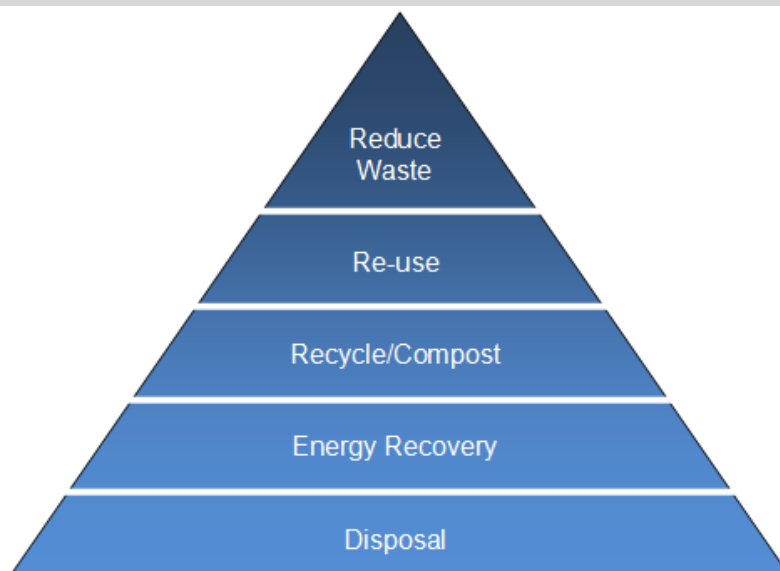 Reduce
Waste
Re-use
Recycle/Compost
Energy Recovery
Disposal